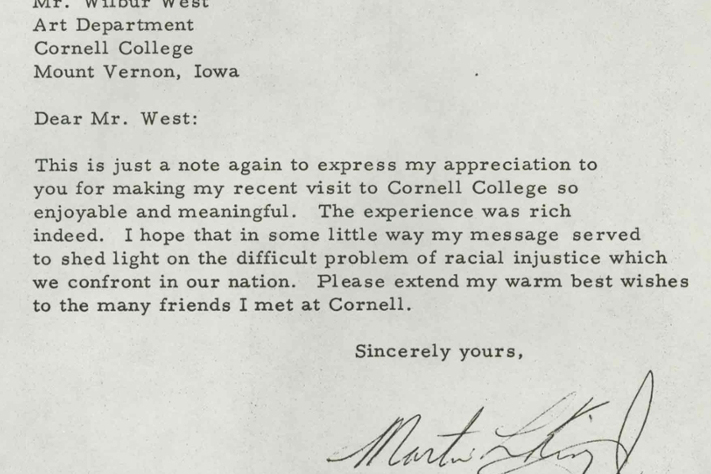 Mr. Wilbur West
Art Department
Cornell College
Mount Vernon, Iowa
Dear Mr. West:
This is just a note again to express my appreciation to
you for making my recent visit to Cornell College so
enjoyable and meaningful. The experience was rich
indeed. I hope that in some little way my message served
to shed light on the difficult problem of racial injustice which
we confront in our nation. Please extend my warm best wishes
to the many friends I met at Cornell.
Sincerely yours,
Martin L King J